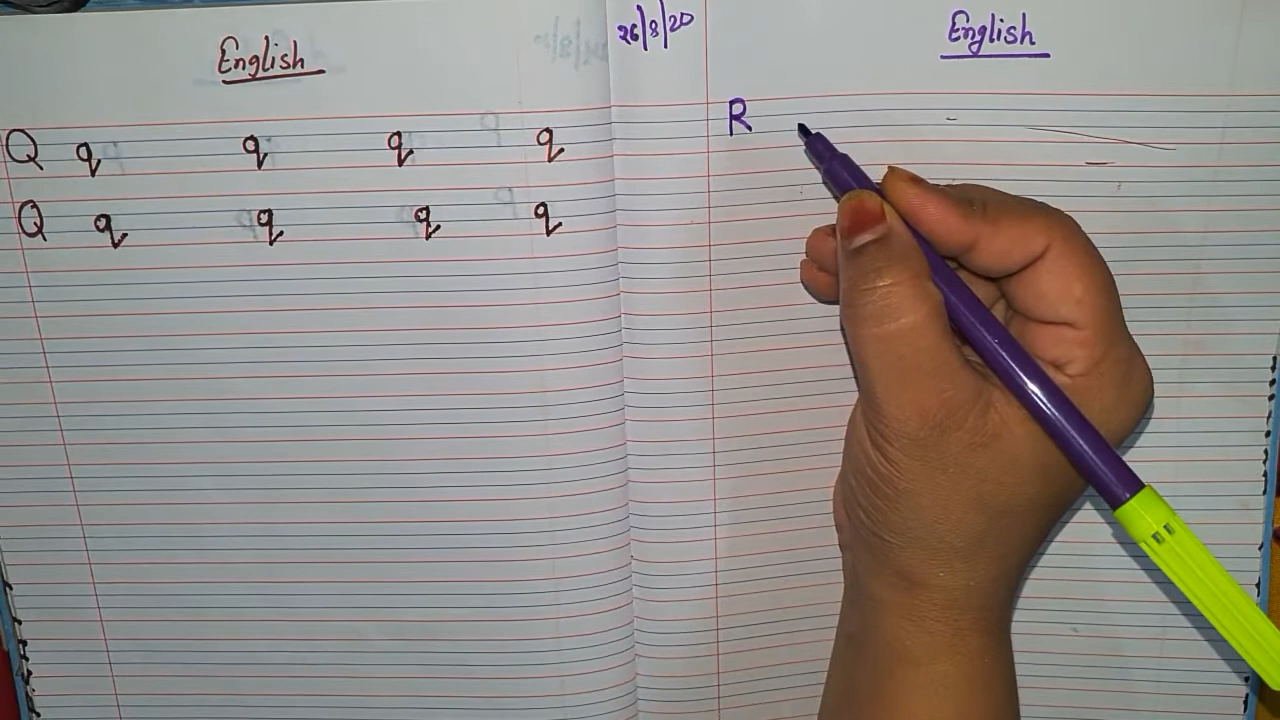 English
Q q q q q
Q q q q q
26/8/20
English
R